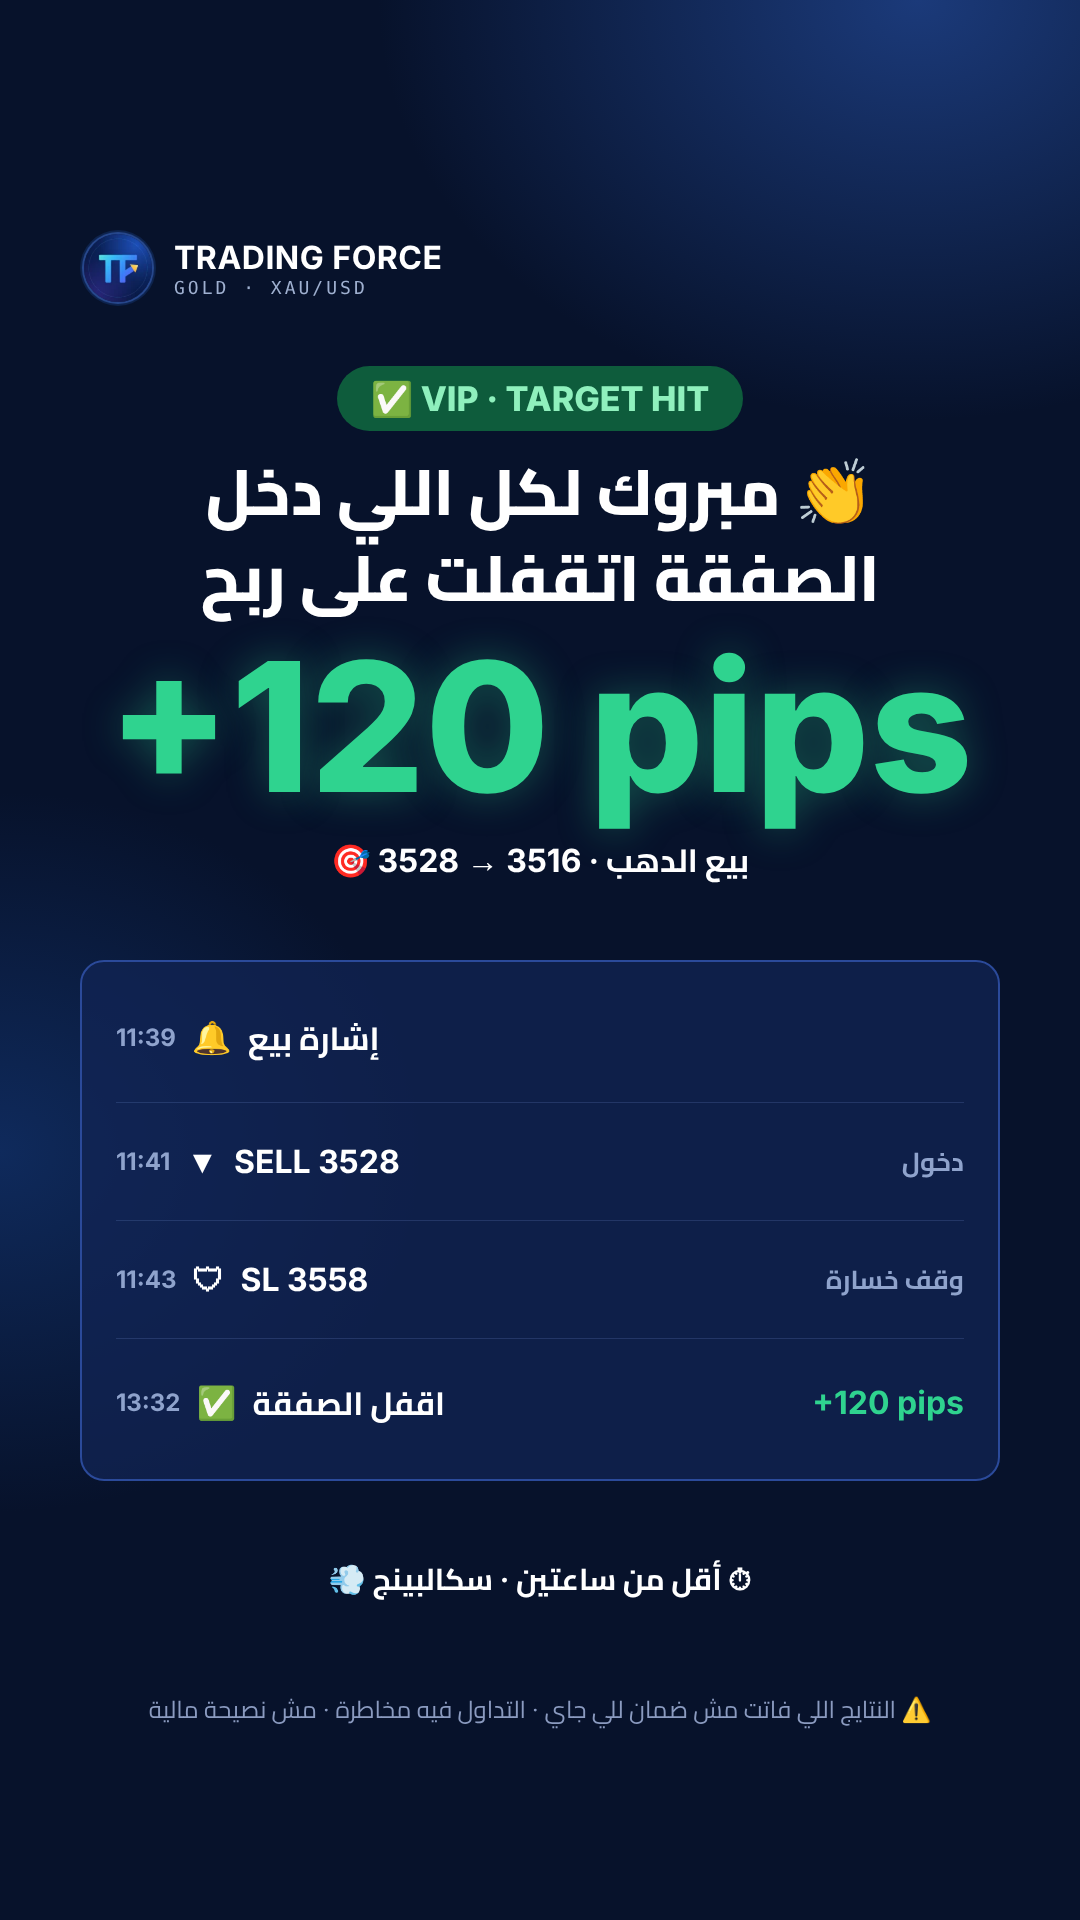 TRADING FORCE
GOLD · XAU/USD
✅ VIP · TARGET HIT
👏 مبروك لكل اللي دخل
الصفقة اتقفلت على ربح
+120 pips
بيع الدهب · 3516 ← 3528 🎯
11:39 🔔 إشارة بيع
11:41 ▼ SELL 3528 دخول
11:43 🛡 SL 3558 وقف خسارة
13:32 ✅ اقفل الصفقة +120 pips
⏱ أقل من ساعتين · سكالبينج 💨
⚠️ النتايج اللي فاتت مش ضمان للي جاي · التداول فيه مخاطرة · مش نصيحة مالية